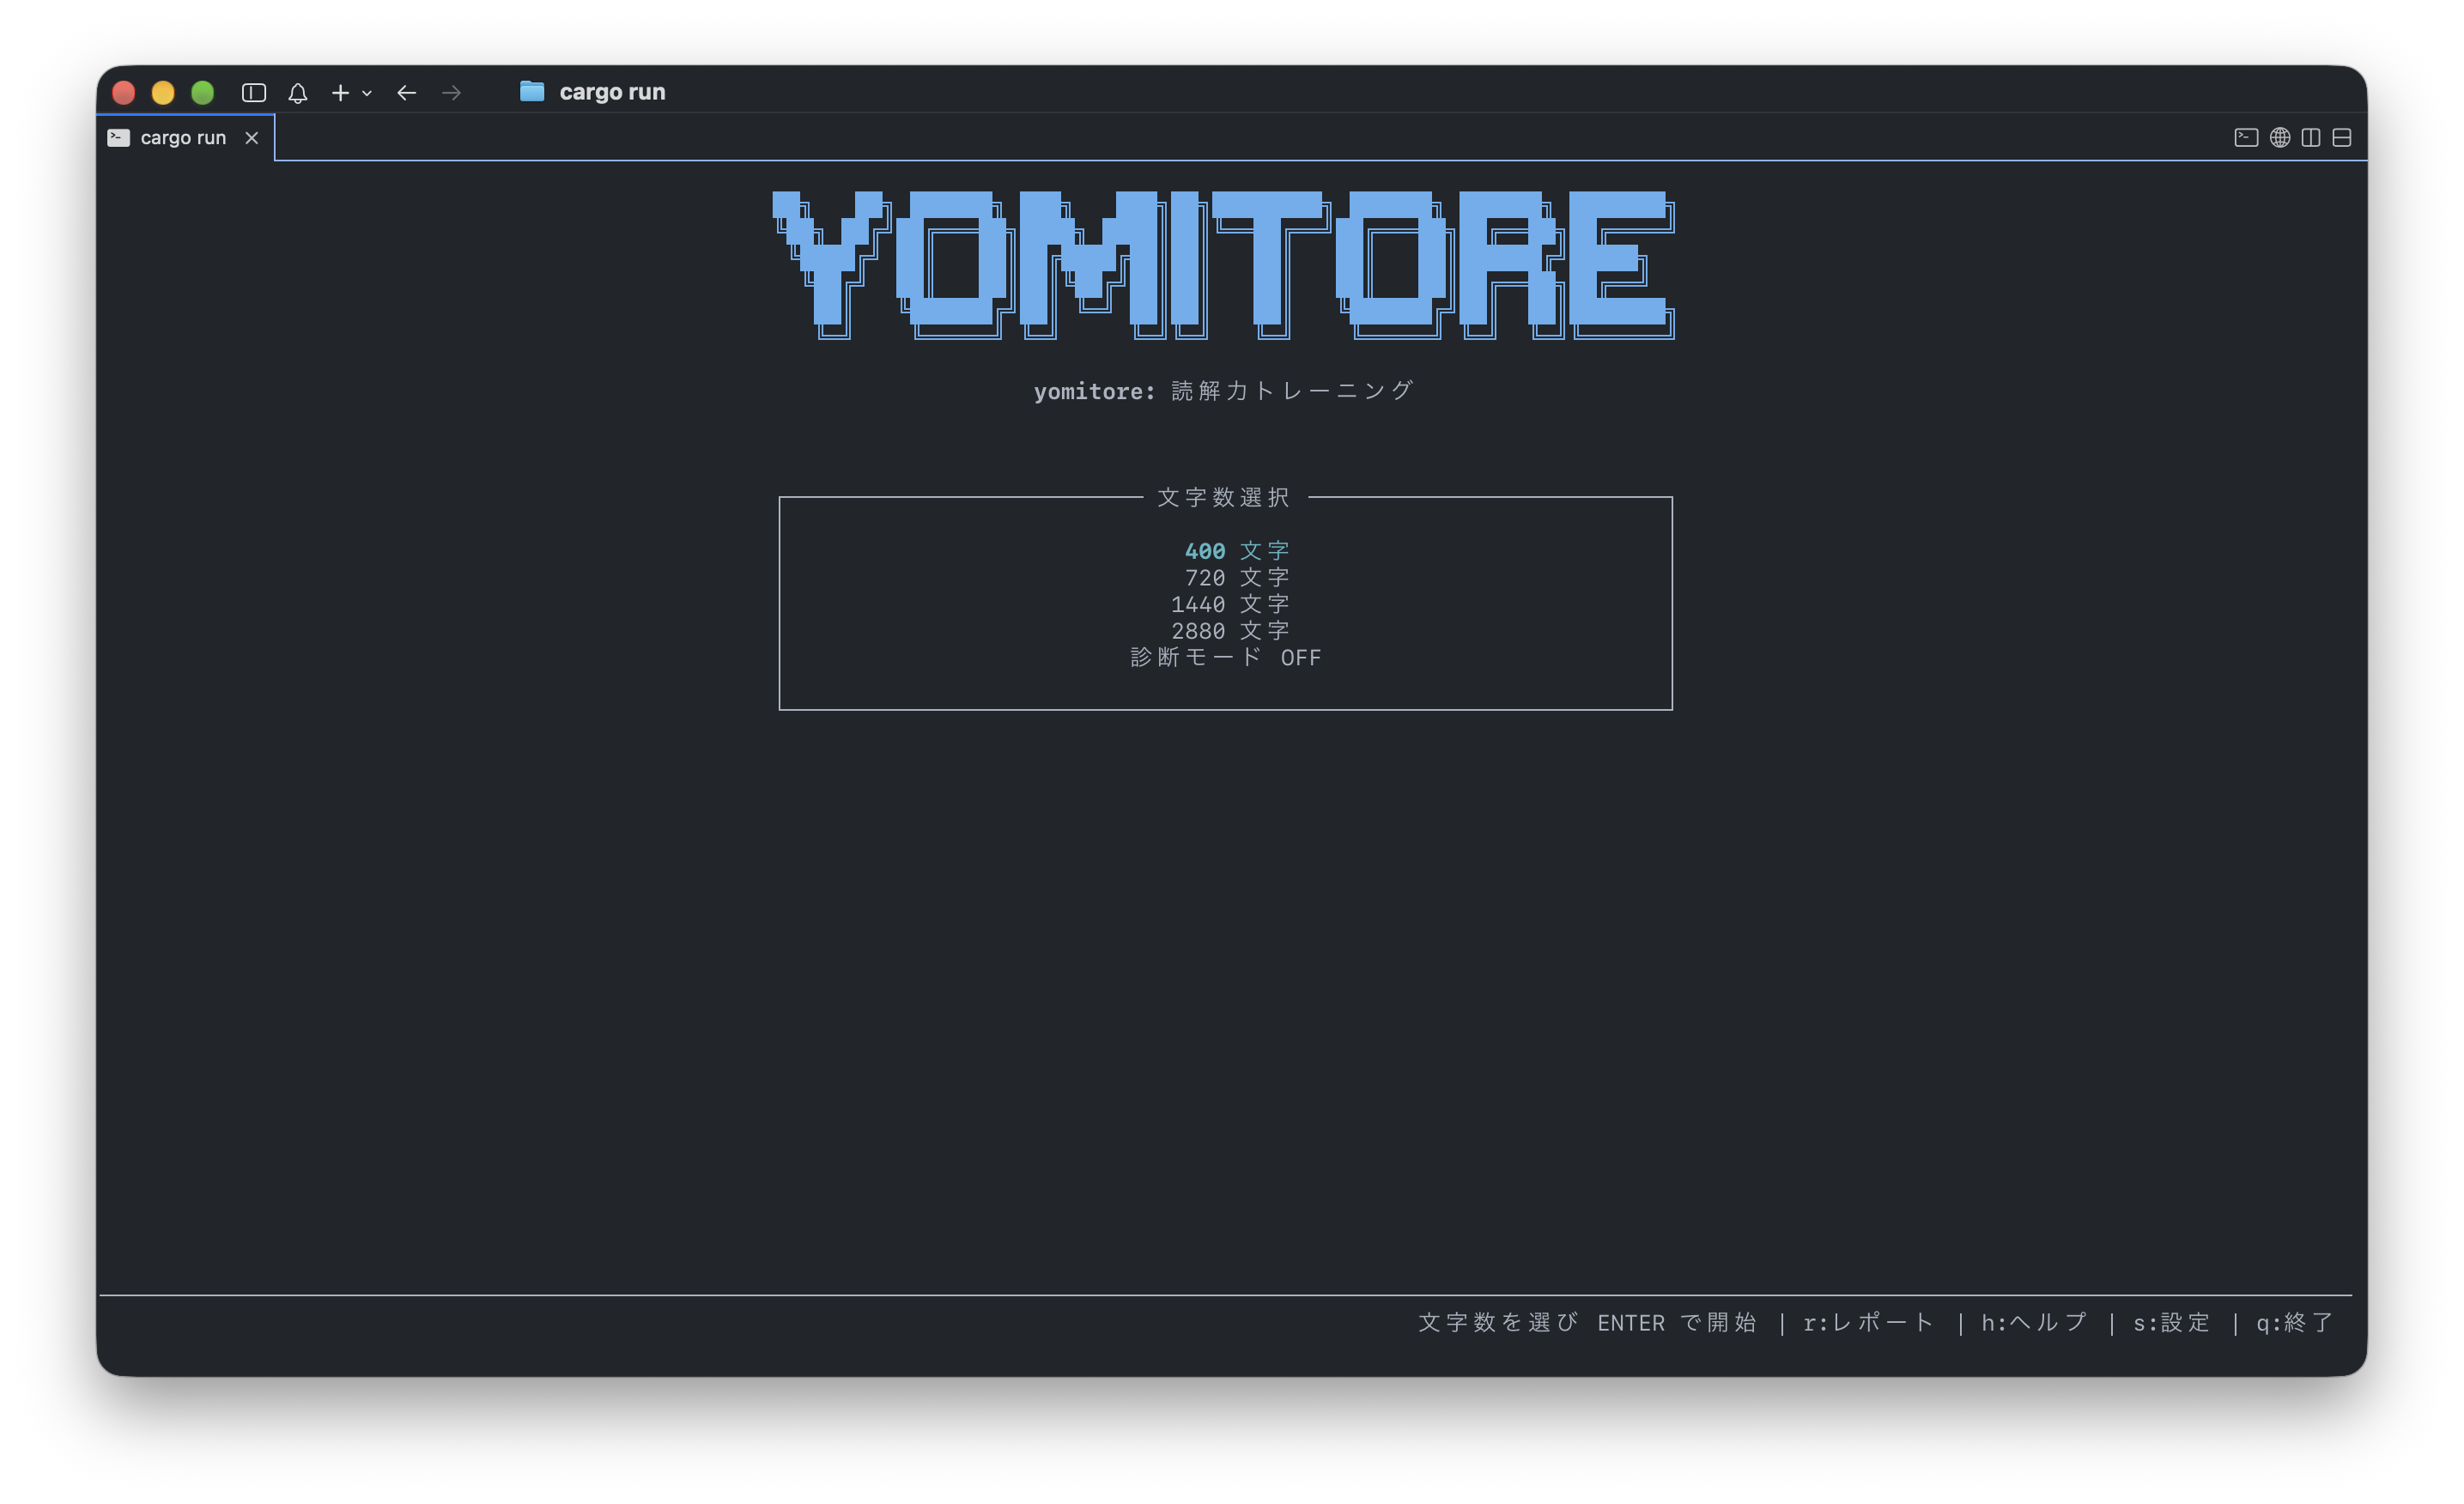 cargo run
cargo run
YOMITORE
yomitore: 読解力トレーニング
文字数選択
400 文字
720 文字
1440 文字
2880 文字
診断モード OFF
文字数を選び ENTER で開始 | r:レポート | h:ヘルプ | s:設定 | q:終了